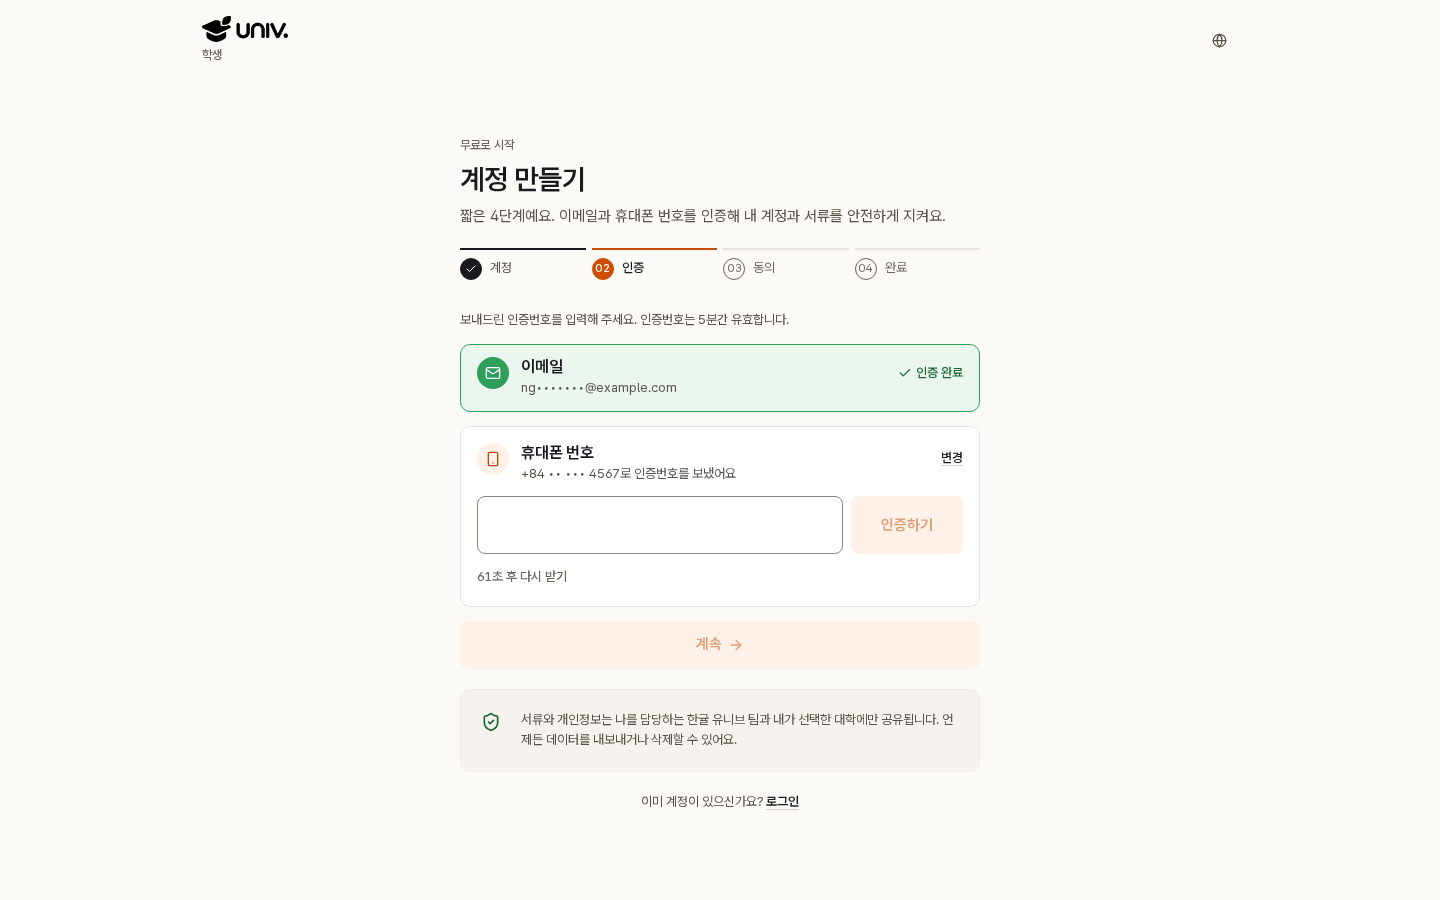 univ.
학생
무료로 시작
계정 만들기
짧은 4단계예요. 이메일과 휴대폰 번호를 인증해 내 계정과 서류를 안전하게 지켜요.
계정
02 인증
03 동의
04 완료
보내드린 인증번호를 입력해 주세요. 인증번호는 5분간 유효합니다.
이메일
ng•••••••@example.com
인증 완료
휴대폰 번호
+84 •• ••• 4567로 인증번호를 보냈어요
변경
인증하기
61초 후 다시 받기
계속 →
서류와 개인정보는 나를 담당하는 한귤 유니브 팀과 내가 선택한 대학에만 공유됩니다. 언
제든 데이터를 내보내거나 삭제할 수 있어요.
이미 계정이 있으신가요? 로그인